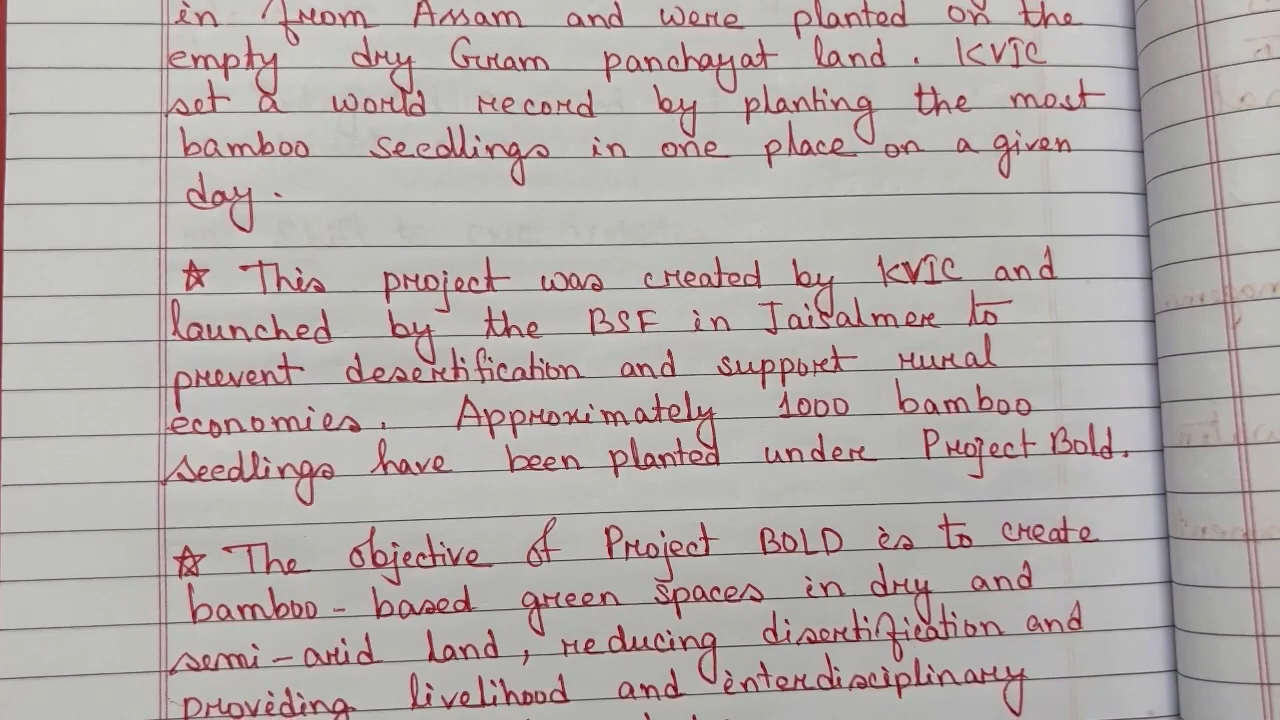 in from Assam and were planted on the
empty dry Gram panchayat land. KVIC
set a world record by planting the most
bamboo seedlings in one place on a given
day.
☆ This project was created by KVIC and
launched by the BSF in Jaisalmer to
prevent desertification and support rural
economies. Approximately 1000 bamboo
seedlings have been planted under Project Bold.
☆ The objective of Project BOLD is to create
bamboo-based green spaces in dry and
semi-arid land, reducing disertification and
providing livelihood and interdisciplinary